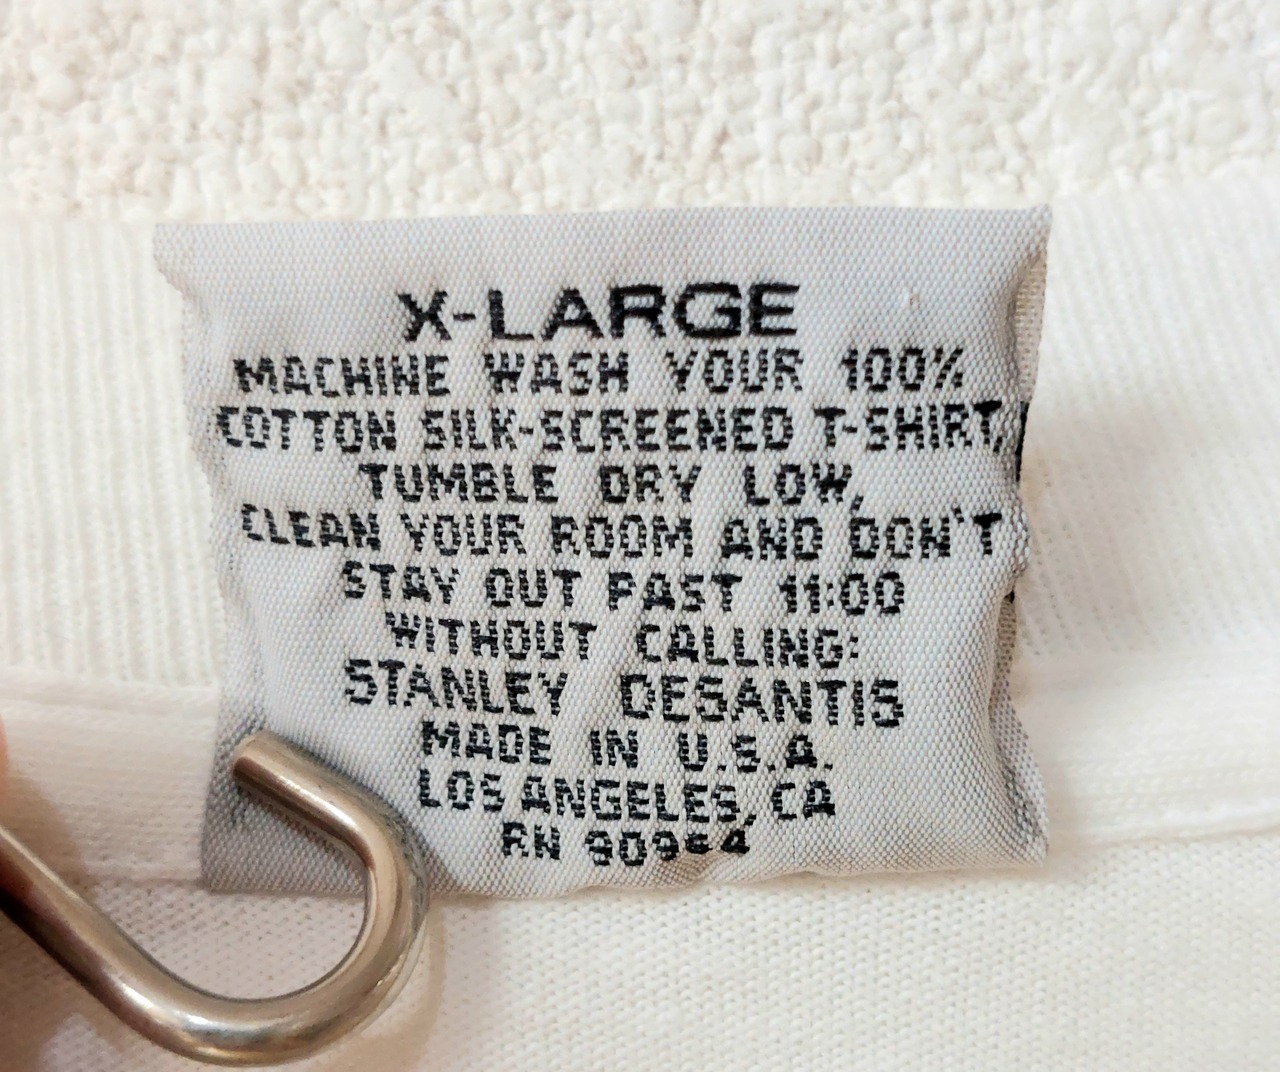 X-LARGE
MACHINE WASH YOUR 100%
COTTON SILK-SCREENED T-SHIRT,
TUMBLE DRY LOW,
CLEAN YOUR ROOM AND DON'T
STAY OUT PAST 11:00
WITHOUT CALLING:
STANLEY DESANTIS
MADE IN U.S.A.
LOS ANGELES, CA
RN